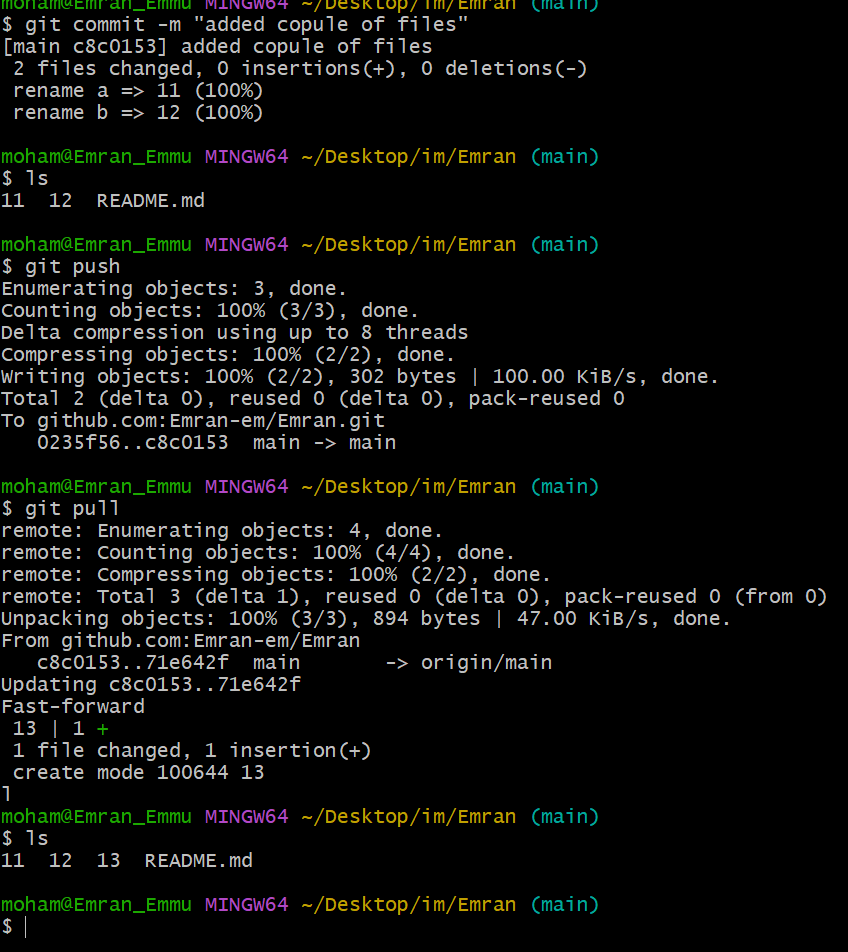 moham@Emran_Emmu MINGW64 ~/Desktop/im/Emran (main)
$ git commit -m "added copule of files"
[main c8c0153] added copule of files
 2 files changed, 0 insertions(+), 0 deletions(-)
 rename a => 11 (100%)
 rename b => 12 (100%)

moham@Emran_Emmu MINGW64 ~/Desktop/im/Emran (main)
$ ls
11  12  README.md

moham@Emran_Emmu MINGW64 ~/Desktop/im/Emran (main)
$ git push
Enumerating objects: 3, done.
Counting objects: 100% (3/3), done.
Delta compression using up to 8 threads
Compressing objects: 100% (2/2), done.
Writing objects: 100% (2/2), 302 bytes | 100.00 KiB/s, done.
Total 2 (delta 0), reused 0 (delta 0), pack-reused 0
To github.com:Emran-em/Emran.git
   0235f56..c8c0153  main -> main

moham@Emran_Emmu MINGW64 ~/Desktop/im/Emran (main)
$ git pull
remote: Enumerating objects: 4, done.
remote: Counting objects: 100% (4/4), done.
remote: Compressing objects: 100% (2/2), done.
remote: Total 3 (delta 1), reused 0 (delta 0), pack-reused 0 (from 0)
Unpacking objects: 100% (3/3), 894 bytes | 47.00 KiB/s, done.
From github.com:Emran-em/Emran
   c8c0153..71e642f  main       -> origin/main
Updating c8c0153..71e642f
Fast-forward
 13 | 1 +
 1 file changed, 1 insertion(+)
 create mode 100644 13
l
moham@Emran_Emmu MINGW64 ~/Desktop/im/Emran (main)
$ ls
11  12  13  README.md

moham@Emran_Emmu MINGW64 ~/Desktop/im/Emran (main)
$